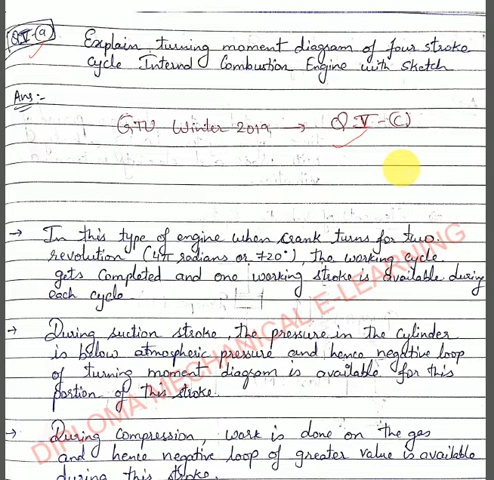 Q.V-(a) Explain turning moment diagram of four stroke
cycle Internal Combustion Engine with sketch
Ans:-
GTU Winter 2019 → Q.V-(C)
→ In this type of engine when crank turns for two
revolution (4π radians or 720°), the working cycle
gets completed and one working stroke is available during
each cycle.
→ During suction stroke, the pressure in the cylinder
is below atmospheric pressure and hence negative loop
of turning moment diagram is available for this
portion of this stroke.
→ During compression, work is done on the gas
and hence negative loop of greater value is available
during this stroke.
DIPLOMA MECHANICAL E-LEARNING